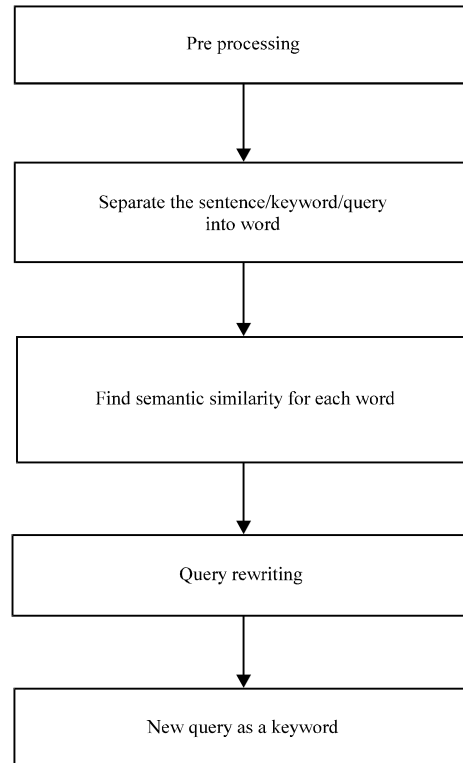 Pre processing
Separate the sentence/keyword/query
into word
Find semantic similarity for each word
Query rewriting
New query as a keyword